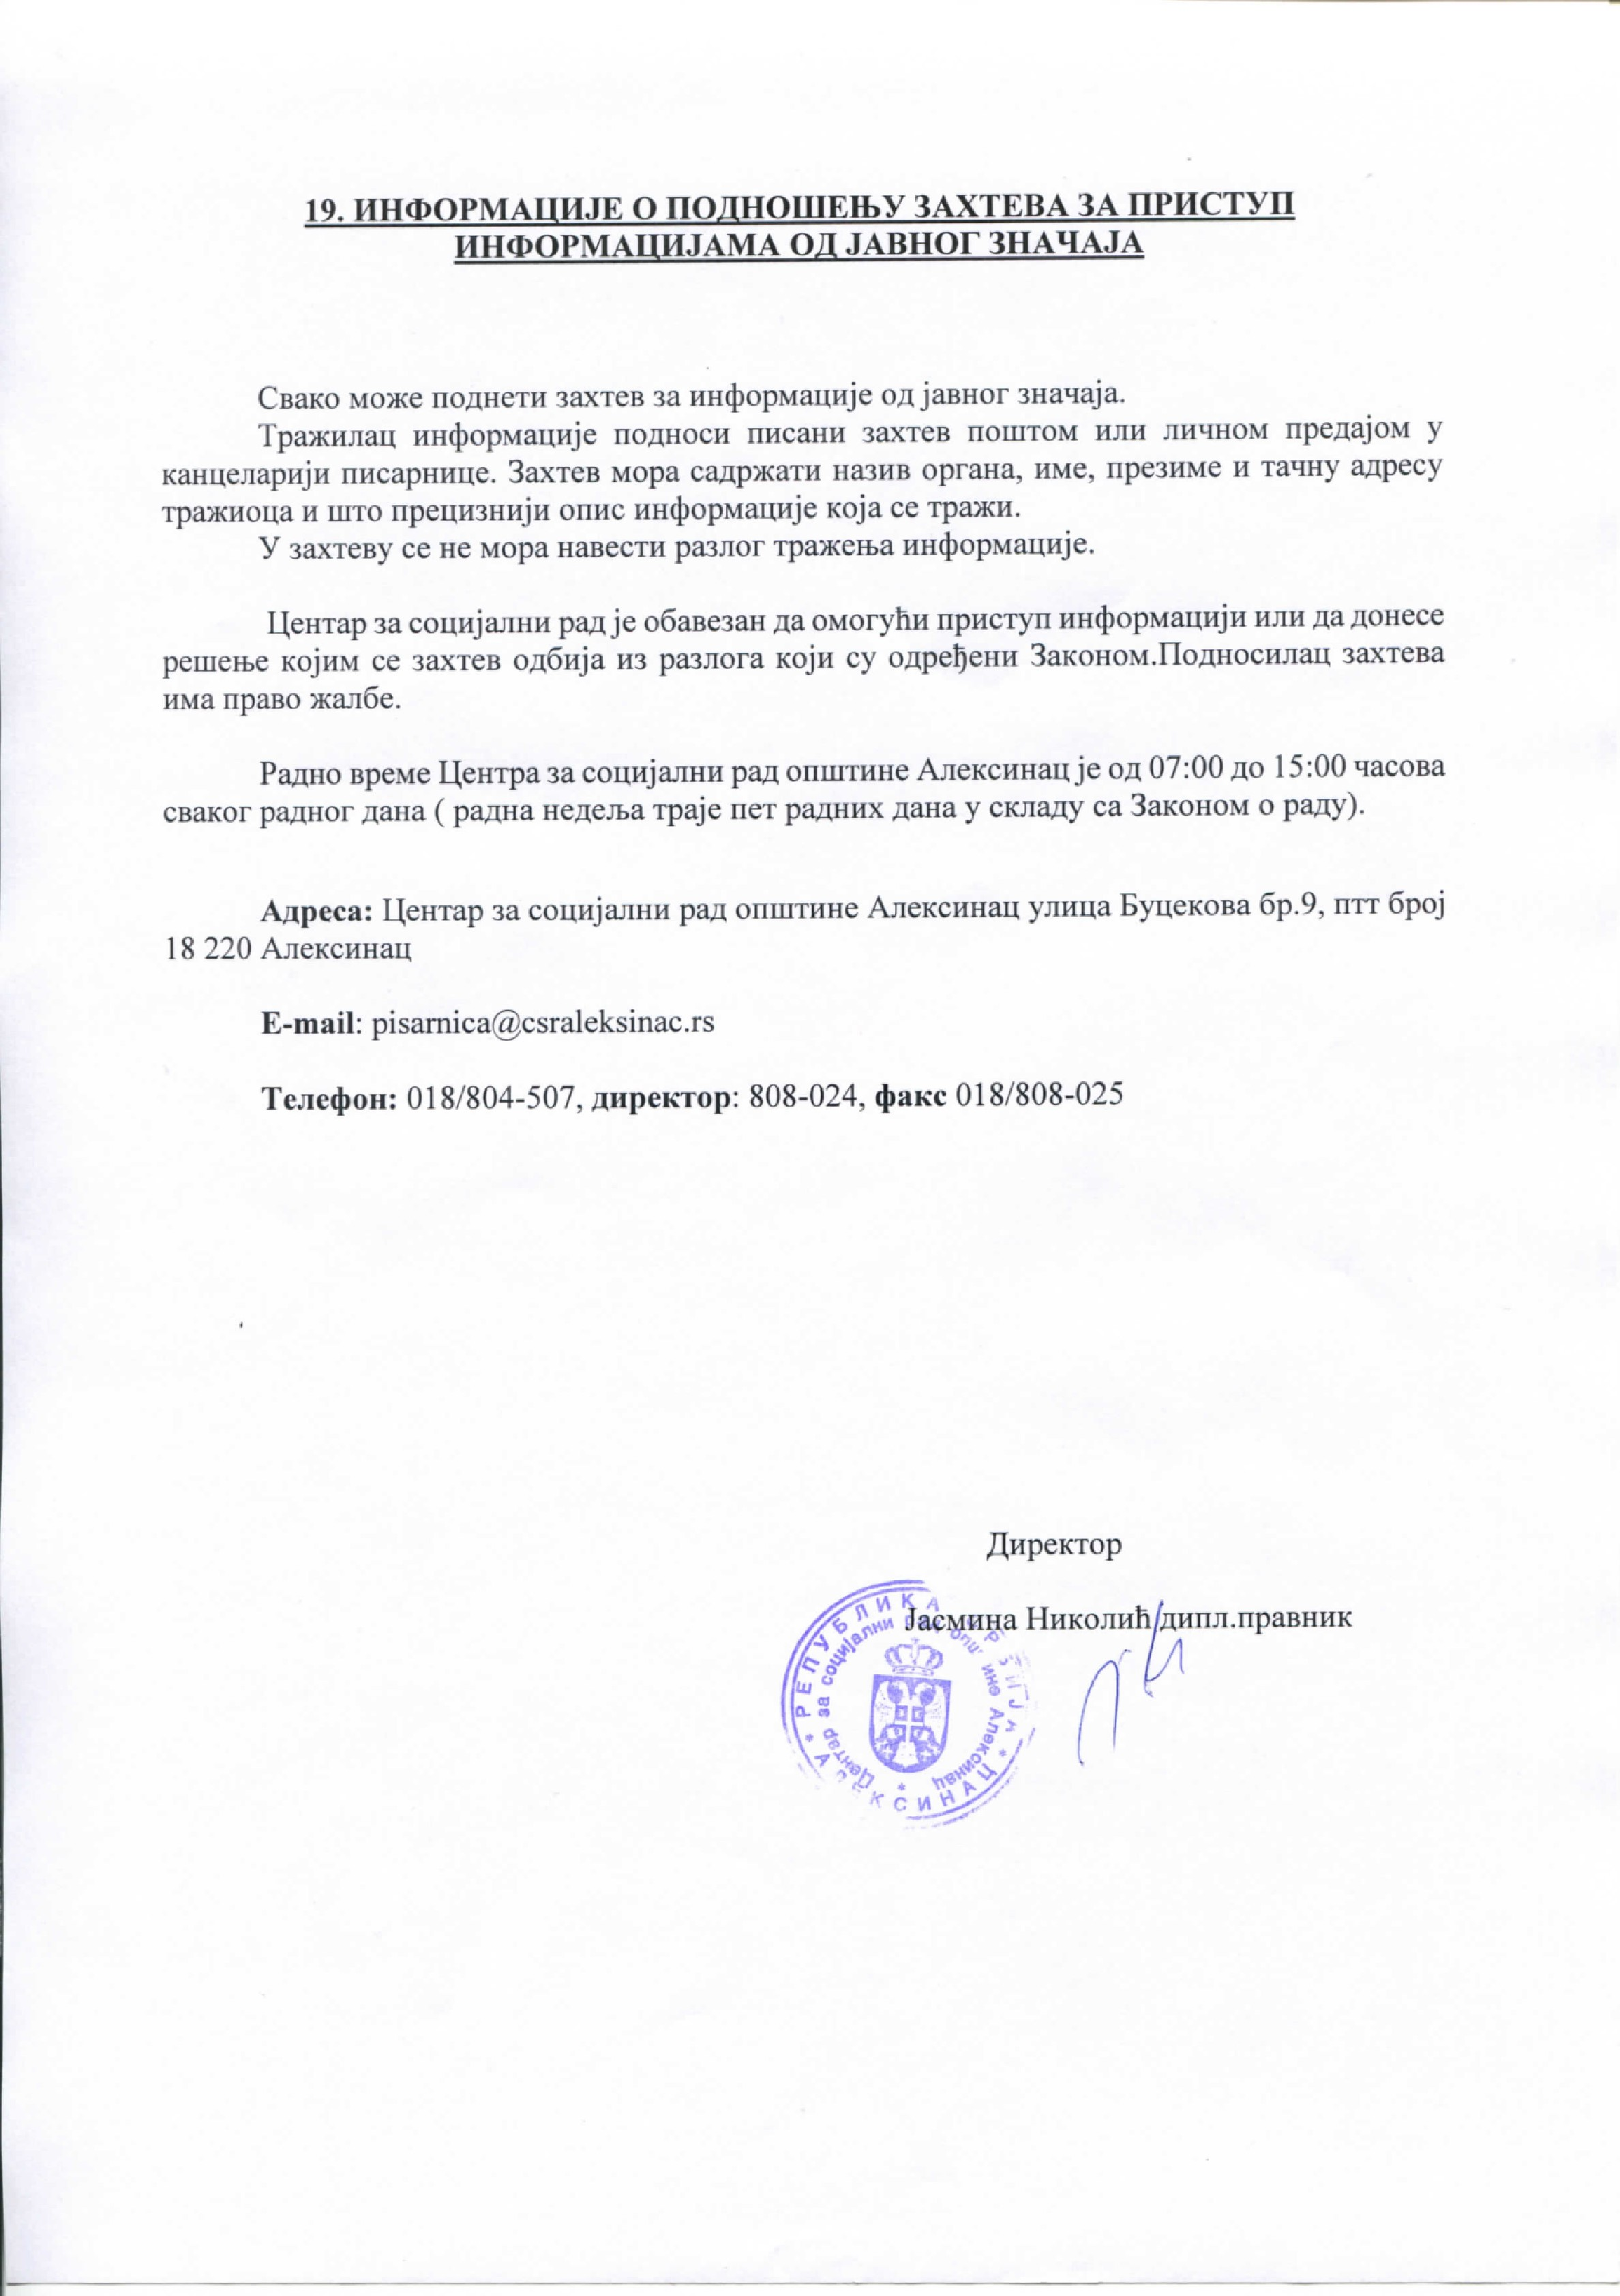 19. ИНФОРМАЦИЈЕ О ПОДНОШЕЊУ ЗАХТЕВА ЗА ПРИСТУП
ИНФОРМАЦИЈАМА ОД ЈАВНОГ ЗНАЧАЈА
Свако може поднети захтев за информације од јавног значаја.
Тражилац информације подноси писани захтев поштом или личном предајом у
канцеларији писарнице. Захтев мора садржати назив органа, име, презиме и тачну адресу
тражиоца и што прецизнији опис информације која се тражи.
У захтеву се не мора навести разлог тражења информације.
Центар за социјални рад је обавезан да омогући приступ информацији или да донесе
решење којим се захтев одбија из разлога који су одређени Законом.Подносилац захтева
има право жалбе.
Радно време Центра за социјални рад општине Алексинац је од 07:00 до 15:00 часова
сваког радног дана ( радна недеља траје пет радних дана у складу са Законом о раду).
Адреса: Центар за социјални рад општине Алексинац улица Буцекова бр.9, птт број
18 220 Алексинац
E-mail: pisarnica@csraleksinac.rs
Телефон: 018/804-507, директор: 808-024, факс 018/808-025
Директор
Јасмина Николић дипл.правник
* РЕПУБЛИКА СРБИЈА *
Центар за социјални рад општине Алексинац *
АЛЕКСИНАЦ